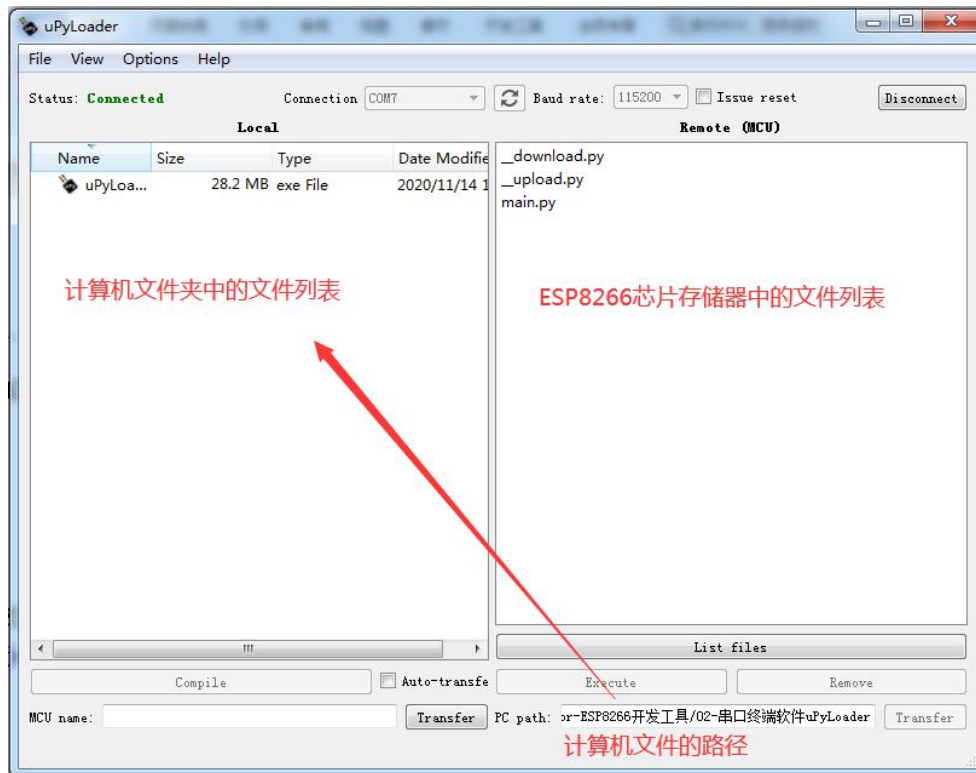 uPyLoader
File View Options Help
Status: Connected Connection COM7 Baud rate: 115200 Issue reset Disconnect
Local Remote (MCU)
Name Size Type Date Modifie
uPyLoa... 28.2 MB exe File 2020/11/14 1
__download.py
__upload.py
main.py
计算机文件夹中的文件列表
ESP8266芯片存储器中的文件列表
List files
Compile Auto-transfe Execute Remove
MCU name: Transfer PC path: or-ESP8266开发工具/02-串口终端软件uPyLoader Transfer
计算机文件的路径